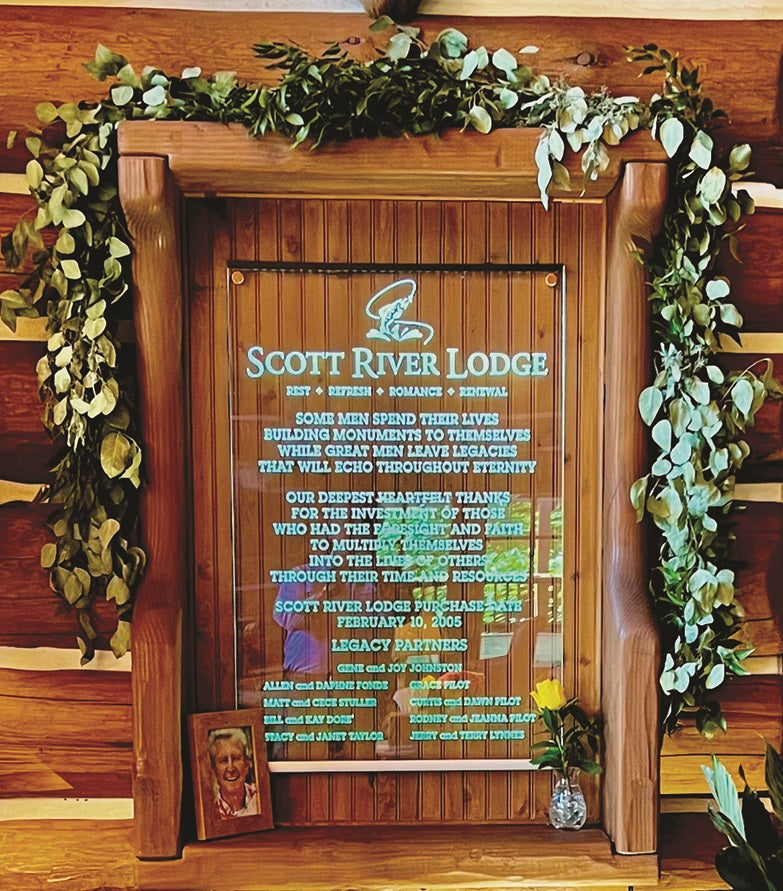 SCOTT RIVER LODGE
REST ✦ REFRESH ✦ ROMANCE ✦ RENEWAL
SOME MEN SPEND THEIR LIVES
BUILDING MONUMENTS TO THEMSELVES
WHILE GREAT MEN LEAVE LEGACIES
THAT WILL ECHO THROUGHOUT ETERNITY
OUR DEEPEST HEARTFELT THANKS
FOR THE INVESTMENT OF THOSE
WHO HAD THE FORESIGHT AND FAITH
TO MULTIPLY THEMSELVES
INTO THE LIVES OF OTHERS
THROUGH THEIR TIME AND RESOURCES
SCOTT RIVER LODGE PURCHASE DATE
FEBRUARY 10, 2005
LEGACY PARTNERS
GENE and JOY JOHNSTON
ALLEN and DAPHNE FONDE GRACE PILOT
MATT and CECE STULLER CURTIS and DAWN PILOT
BILL and KAY DORE' RODNEY and JEANNA PILOT
STACY and JANET TAYLOR JERRY and TERRY LYNNES